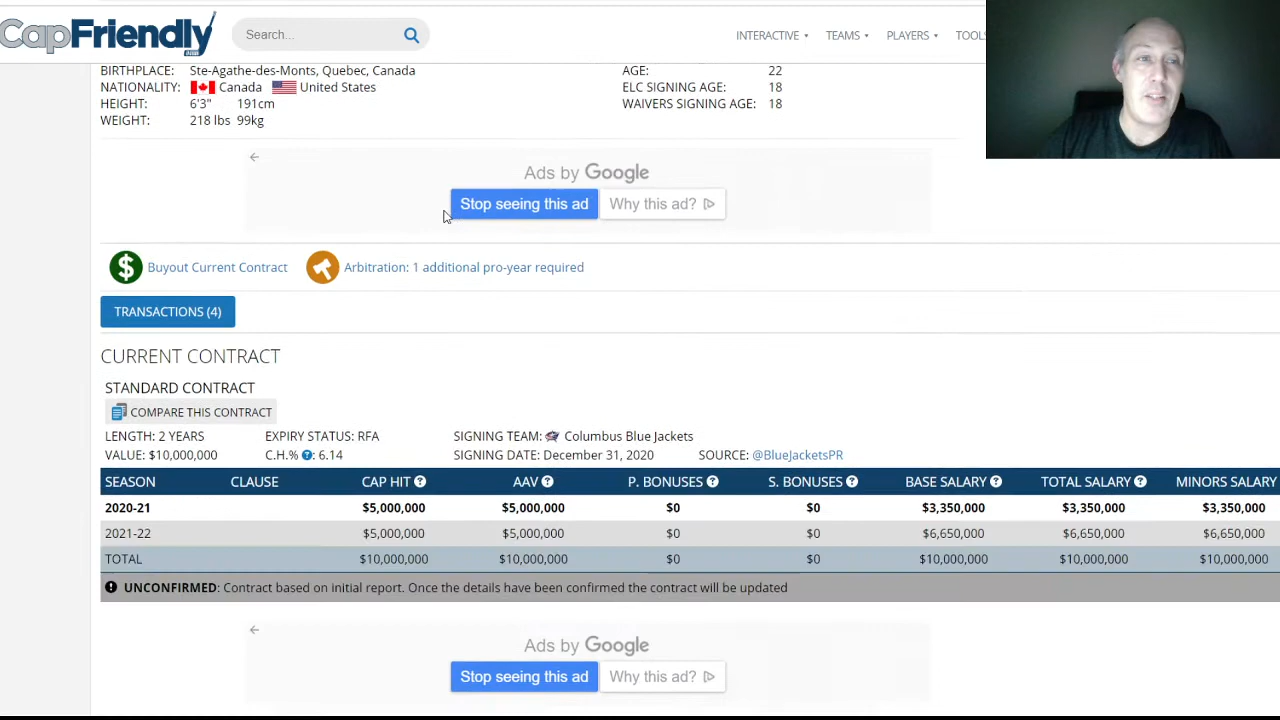 CapFriendly
.COM
Search...
INTERACTIVE
TEAMS
PLAYERS
TOOLS
BIRTHPLACE: Ste-Agathe-des-Monts, Quebec, Canada
AGE: 22
NATIONALITY: Canada United States
ELC SIGNING AGE: 18
HEIGHT: 6'3" 191cm
WAIVERS SIGNING AGE: 18
WEIGHT: 218 lbs 99kg
Ads by Google
Stop seeing this ad
Why this ad?
Buyout Current Contract
Arbitration: 1 additional pro-year required
TRANSACTIONS (4)
CURRENT CONTRACT
STANDARD CONTRACT
COMPARE THIS CONTRACT
LENGTH: 2 YEARS EXPIRY STATUS: RFA SIGNING TEAM: Columbus Blue Jackets
VALUE: $10,000,000 C.H.% ?: 6.14 SIGNING DATE: December 31, 2020 SOURCE: @BlueJacketsPR
SEASON CLAUSE CAP HIT ? AAV ? P. BONUSES ? S. BONUSES ? BASE SALARY ? TOTAL SALARY ? MINORS SALARY
2020-21 $5,000,000 $5,000,000 $0 $0 $3,350,000 $3,350,000 $3,350,000
2021-22 $5,000,000 $5,000,000 $0 $0 $6,650,000 $6,650,000 $6,650,000
TOTAL $10,000,000 $10,000,000 $0 $0 $10,000,000 $10,000,000 $10,000,000
UNCONFIRMED: Contract based on initial report. Once the details have been confirmed the contract will be updated
Ads by Google
Stop seeing this ad
Why this ad?